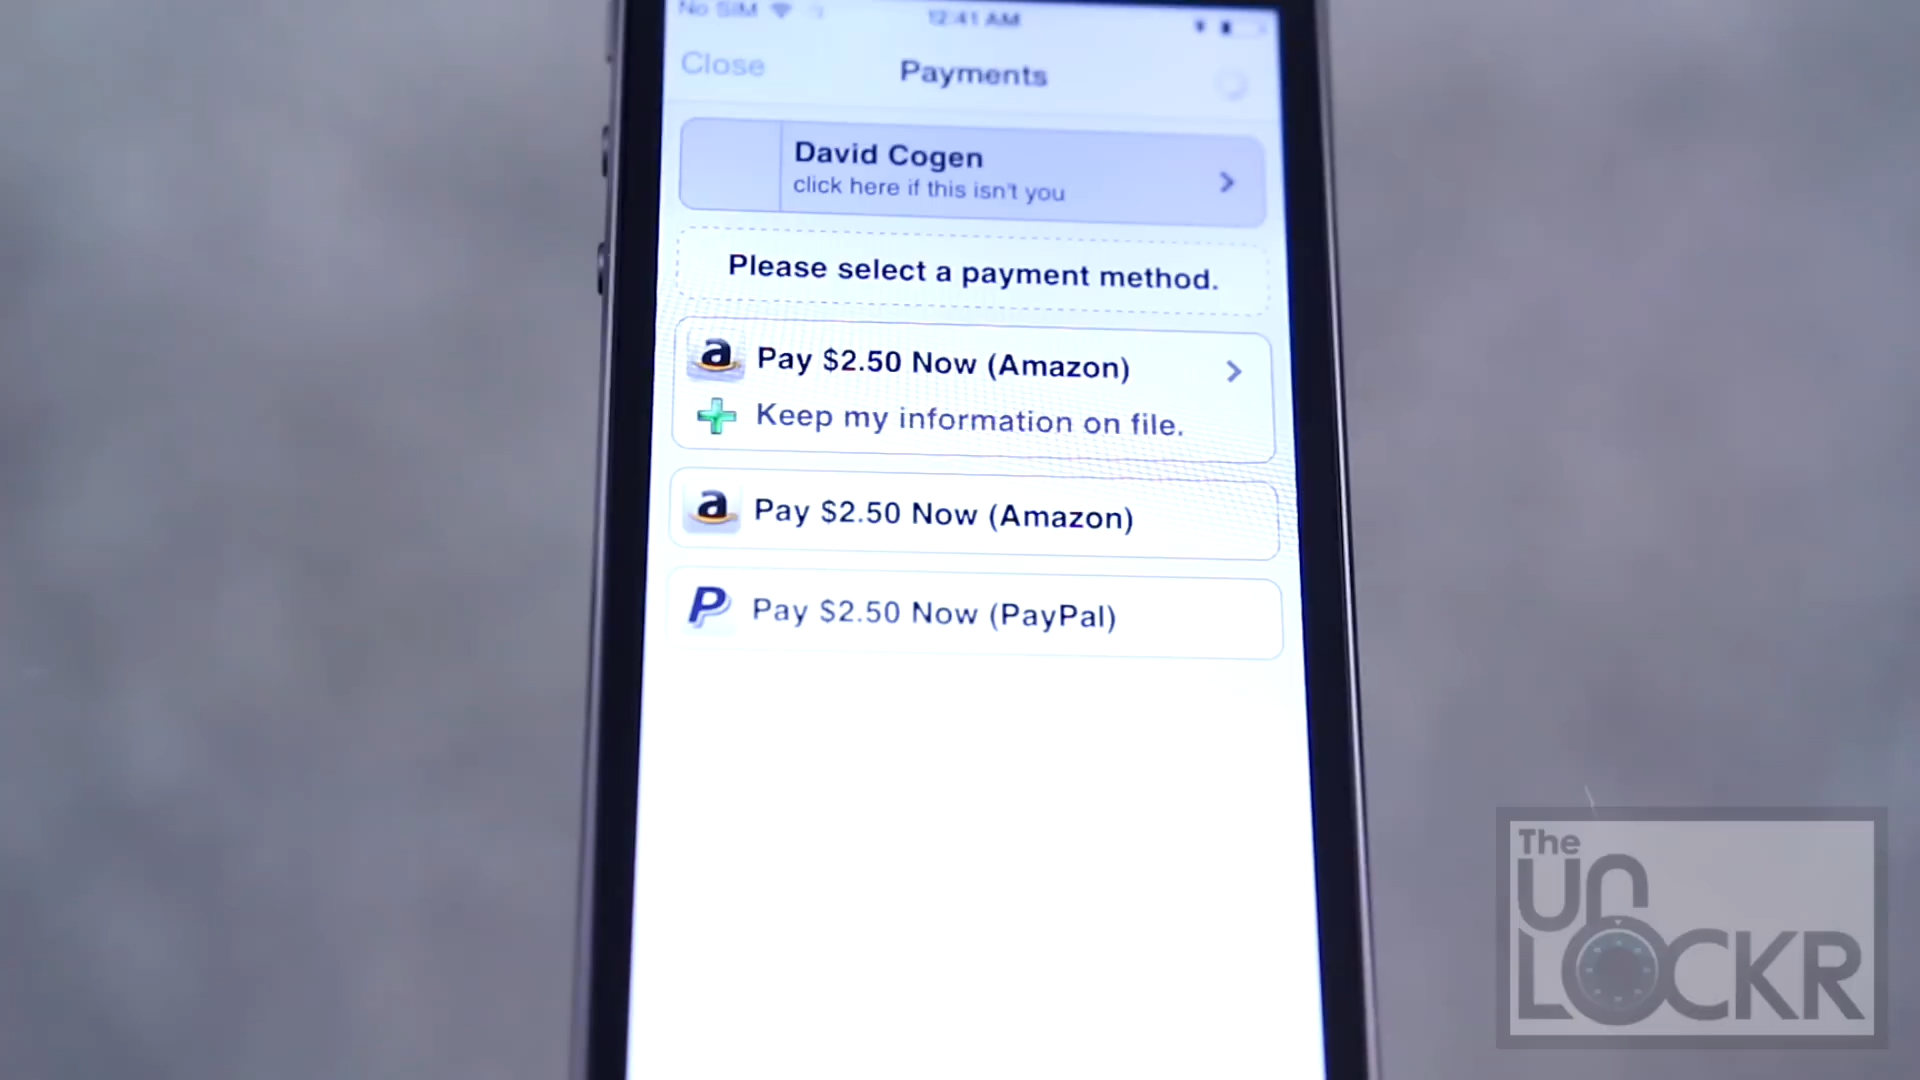 No SIM
12:41 AM
Close
Payments
David Cogen
click here if this isn't you
Please select a payment method.
Pay $2.50 Now (Amazon)
Keep my information on file.
Pay $2.50 Now (Amazon)
Pay $2.50 Now (PayPal)
The
UnLOCKR